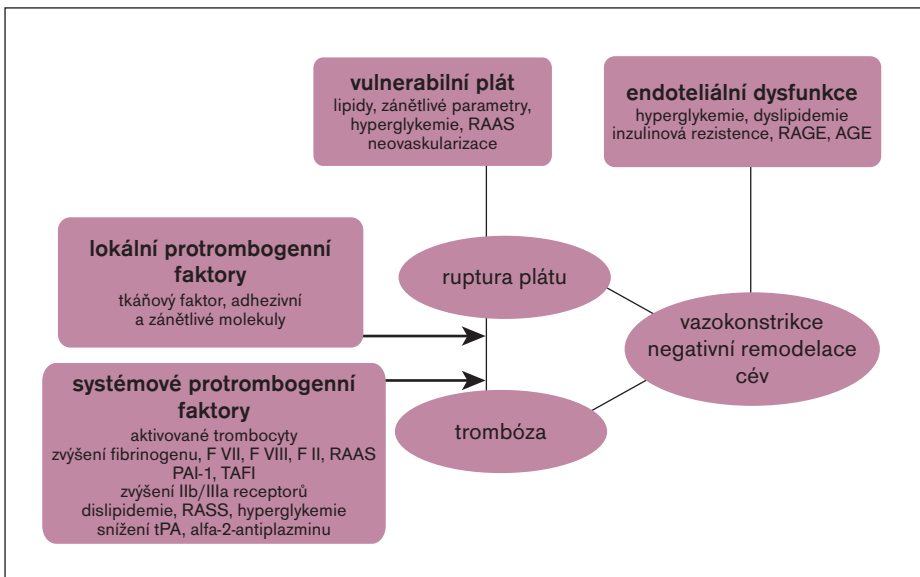 vulnerabilní plát
lipidy, zánětlivé parametry,
hyperglykemie, RAAS
neovaskularizace
endoteliální dysfunkce
hyperglykemie, dyslipidemie
inzulinová rezistence, RAGE, AGE
lokální protrombogenní
faktory
tkáňový faktor, adhezivní
a zánětlivé molekuly
ruptura plátu
vazokonstrikce
negativní remodelace
cév
systémové protrombogenní
faktory
aktivované trombocyty
zvýšení fibrinogenu, F VII, F VIII, F II, RAAS
PAI-1, TAFI
zvýšení IIb/IIIa receptorů
dislipidemie, RASS, hyperglykemie
snížení tPA, alfa-2-antiplazminu
trombóza